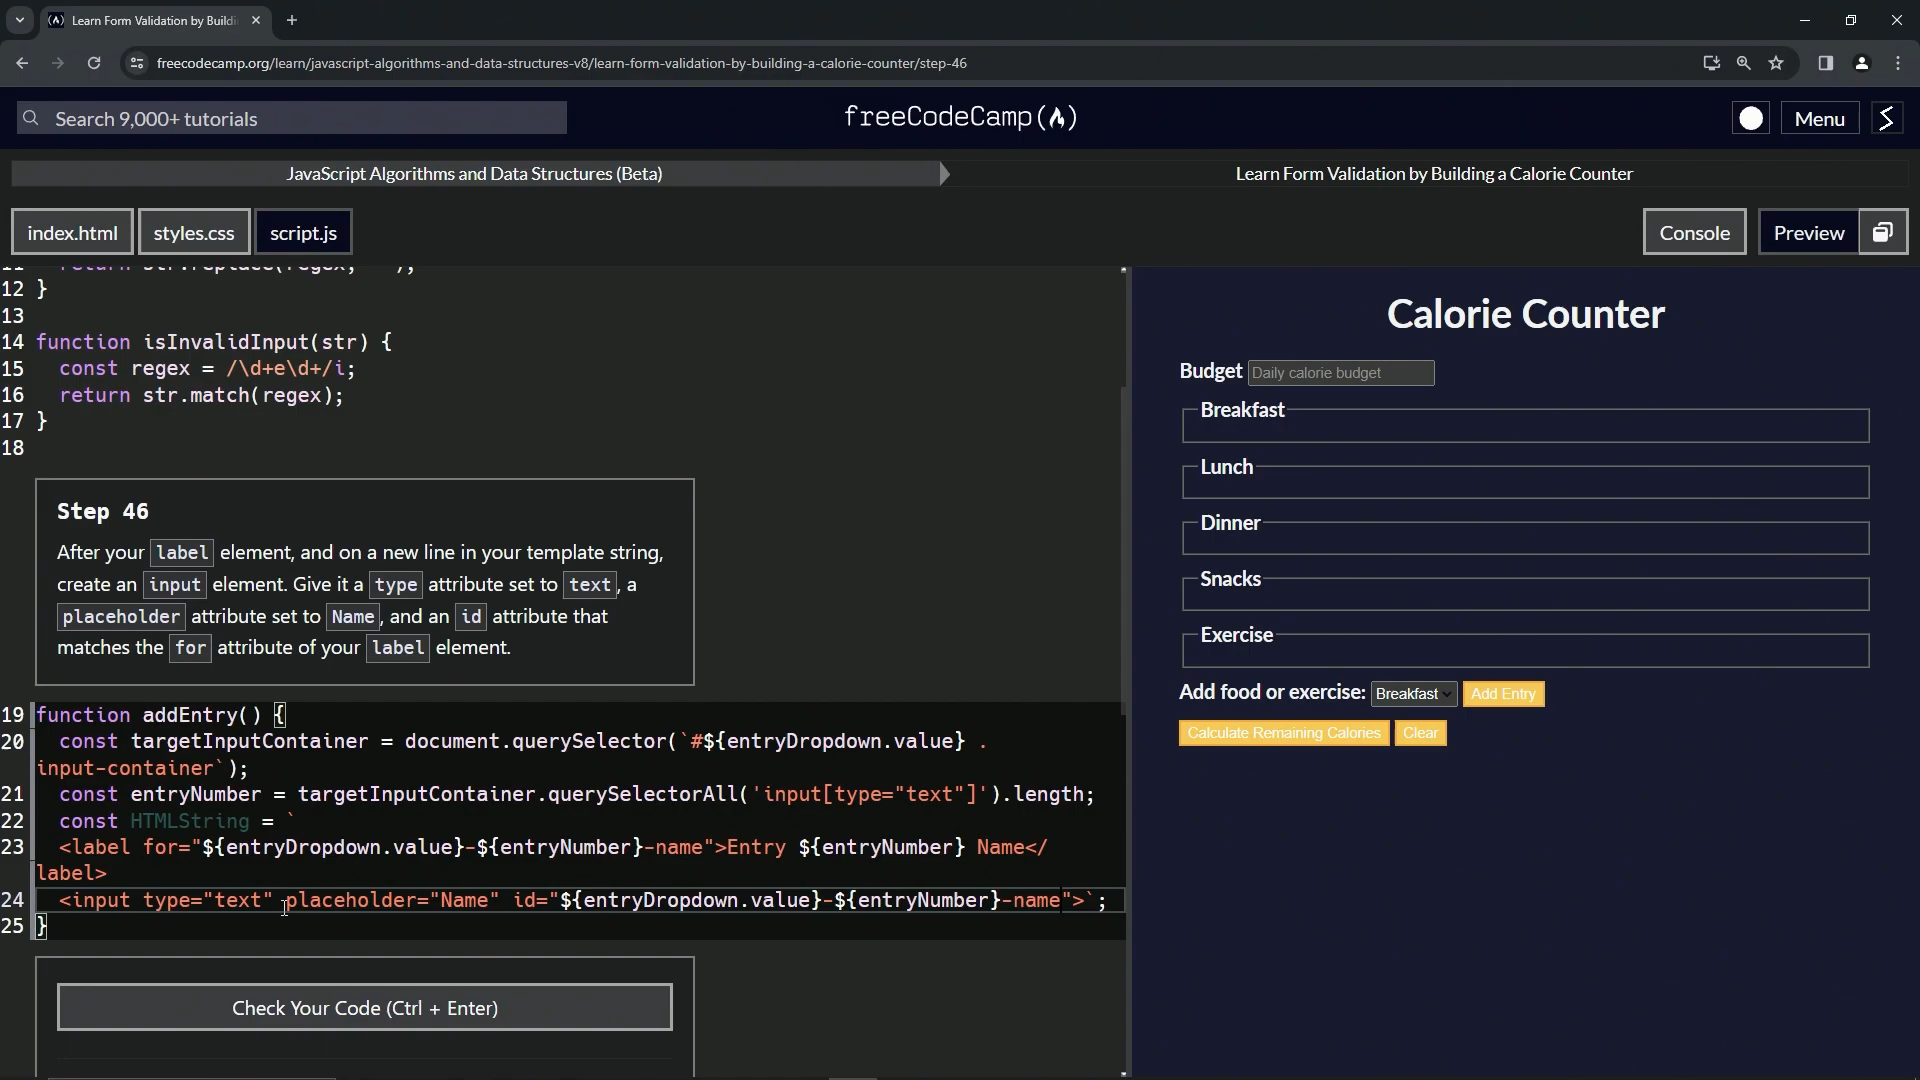 Learn Form Validation by Buildi
freecodecamp.org/learn/javascript-algorithms-and-data-structures-v8/learn-form-validation-by-building-a-calorie-counter/step-46
Search 9,000+ tutorials
freeCodeCamp
Menu
JavaScript Algorithms and Data Structures (Beta)
Learn Form Validation by Building a Calorie Counter
index.html
styles.css
script.js
Console
Preview
12 }
13
14 function isInvalidInput(str) {
15 const regex = /\d+e\d+/i;
16 return str.match(regex);
17 }
18
Step 46
After your label element, and on a new line in your template string,
create an input element. Give it a type attribute set to text, a
placeholder attribute set to Name, and an id attribute that
matches the for attribute of your label element.
19 function addEntry() {
20 const targetInputContainer = document.querySelector(`#${entryDropdown.value} .
input-container`);
21 const entryNumber = targetInputContainer.querySelectorAll('input[type="text"]').length;
22 const HTMLString = `
23 <label for="${entryDropdown.value}-${entryNumber}-name">Entry ${entryNumber} Name</
label>
24 <input type="text" placeholder="Name" id="${entryDropdown.value}-${entryNumber}-name">`;
25 }
Check Your Code (Ctrl + Enter)
Calorie Counter
Budget Daily calorie budget
Breakfast
Lunch
Dinner
Snacks
Exercise
Add food or exercise: Breakfast Add Entry
Calculate Remaining Calories Clear